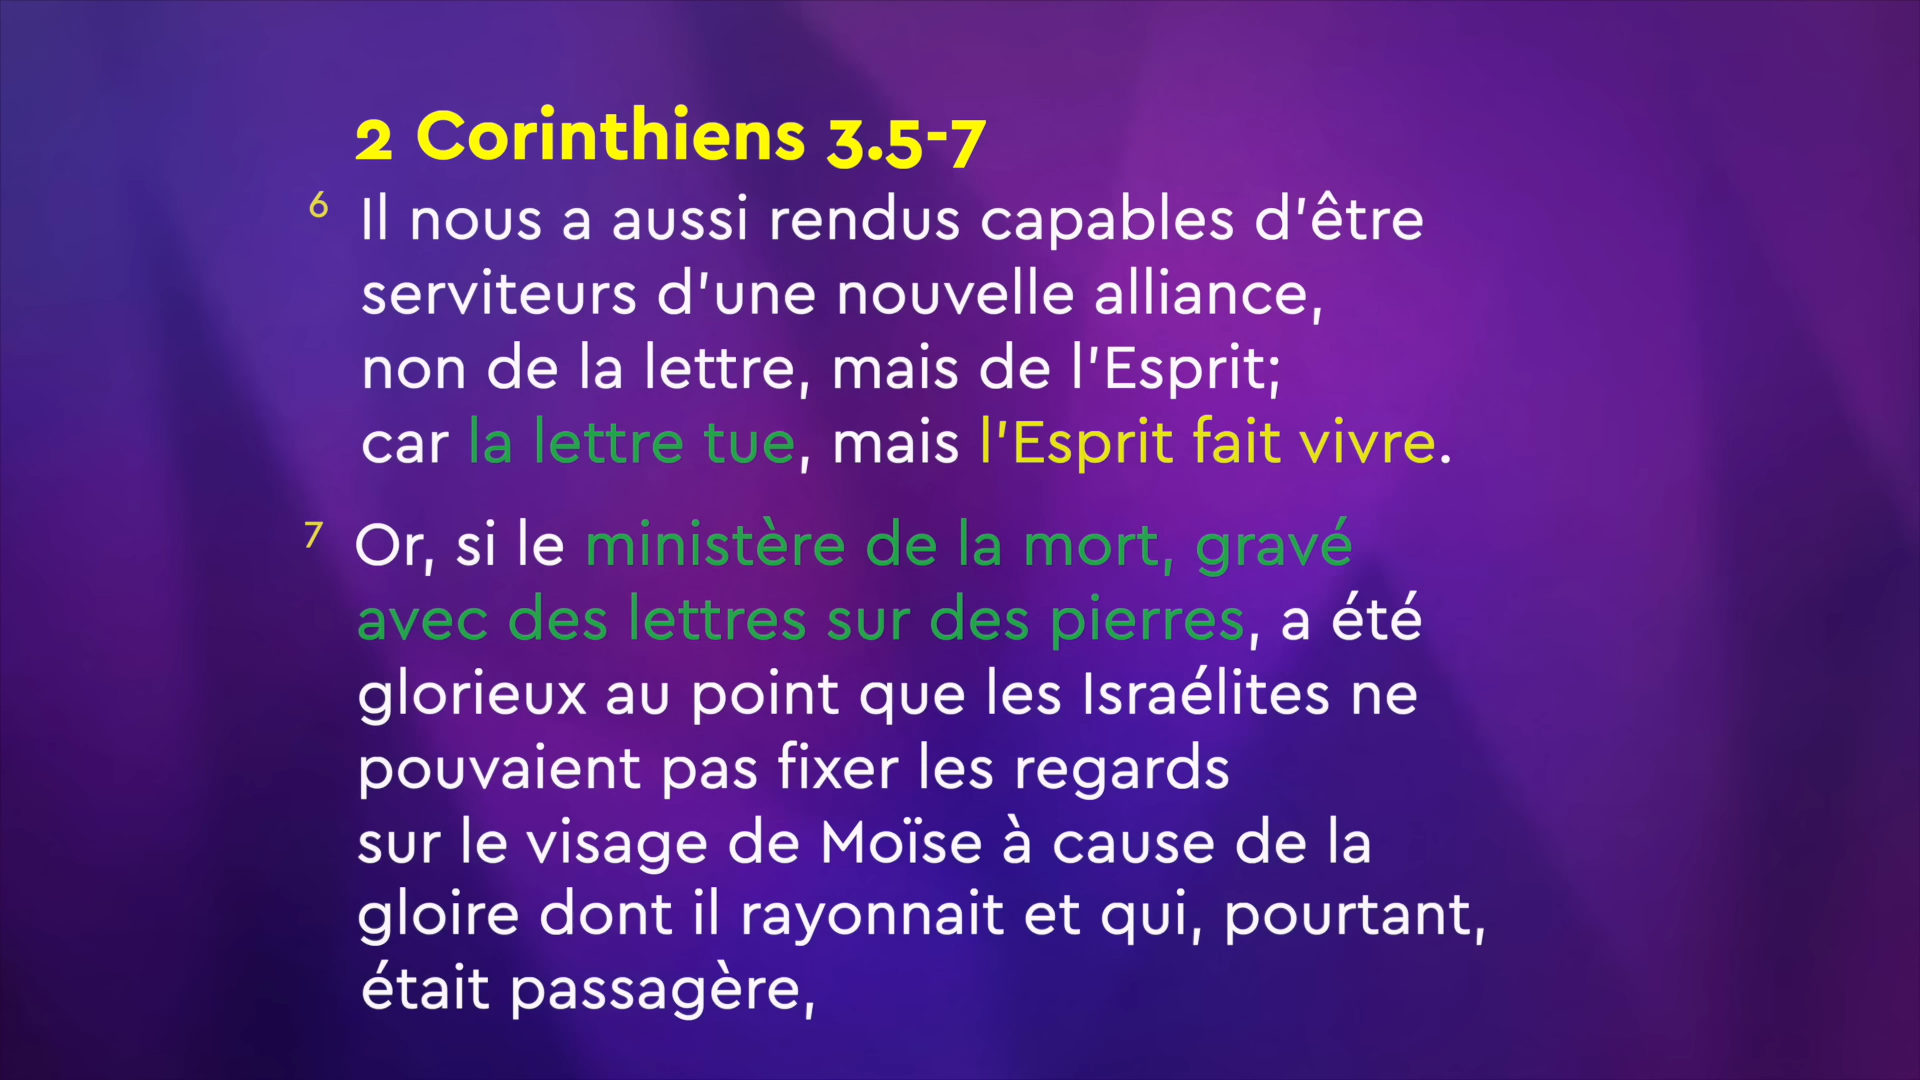 2 Corinthiens 3.5-7
6 Il nous a aussi rendus capables d'être
serviteurs d'une nouvelle alliance,
non de la lettre, mais de l'Esprit;
car la lettre tue, mais l'Esprit fait vivre.
7 Or, si le ministère de la mort, gravé
avec des lettres sur des pierres, a été
glorieux au point que les Israélites ne
pouvaient pas fixer les regards
sur le visage de Moïse à cause de la
gloire dont il rayonnait et qui, pourtant,
était passagère,